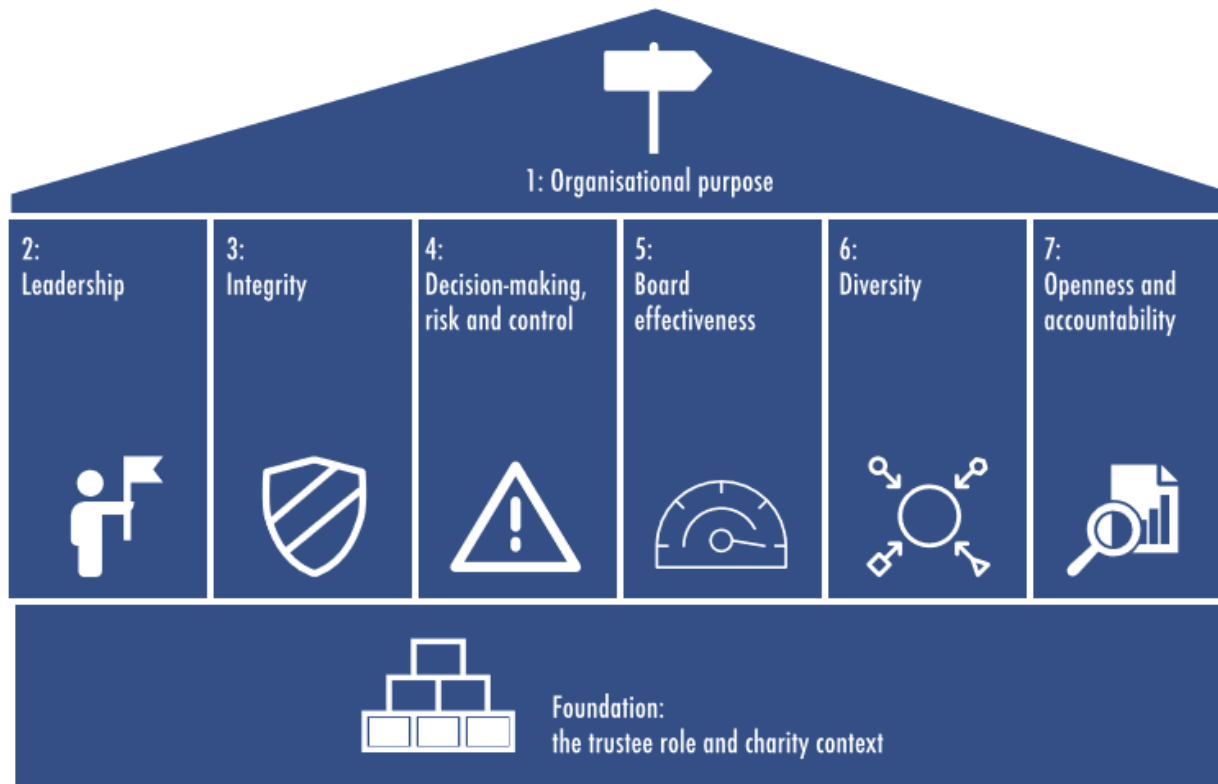 1: Organisational purpose
2:
Leadership
3:
Integrity
4:
Decision-making,
risk and control
5:
Board
effectiveness
6:
Diversity
7:
Openness and
accountability
Foundation:
the trustee role and charity context